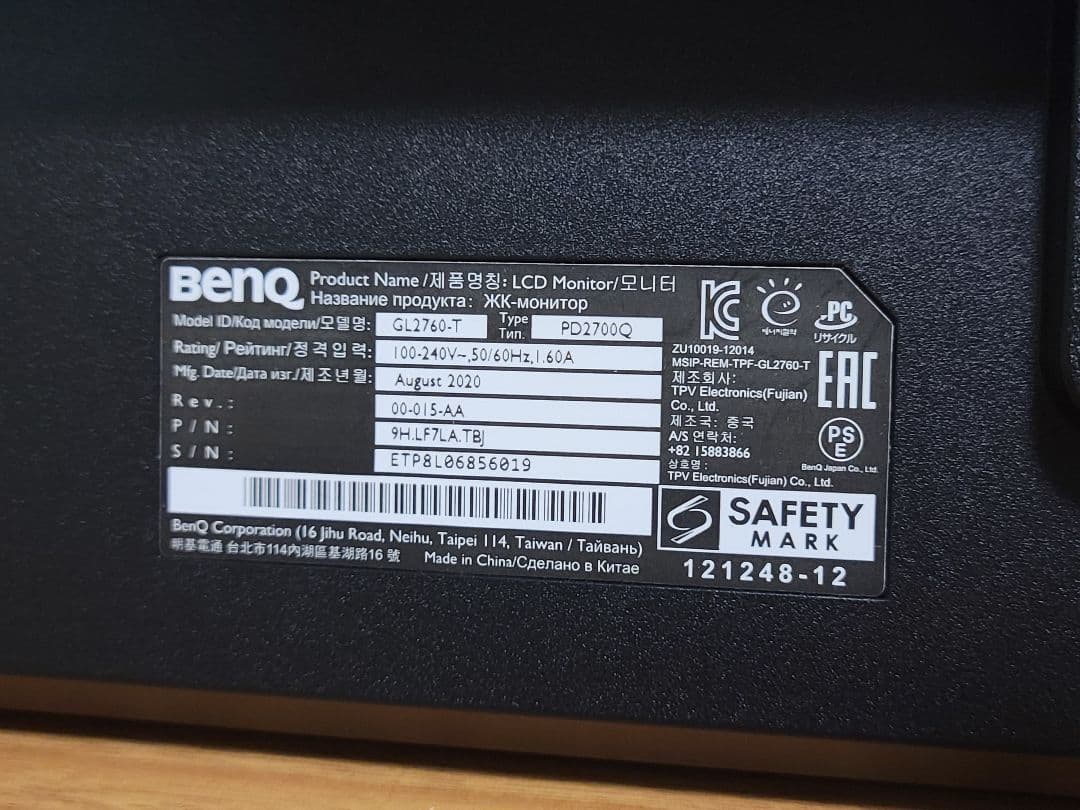 BenQ
Product Name/제품명칭: LCD Monitor/모니터
Название продукта: ЖК-монитор
Model ID/Код модели/모델명: GL2760-T Type Тип. PD2700Q
Rating/ Рейтинг/정격입력: 100-240V~,50/60Hz,1.60A
Mfg. Date/Дата изг./제조년월: August 2020
Rev.: 00-015-AA
P/N: 9H.LF7LA.TBJ
S/N: ETP8L06856019
BenQ Corporation (16 Jihu Road, Neihu, Taipei 114, Taiwan / Тайвань)
明基電通 台北市114內湖區基湖路16 號 Made in China/Сделано в Китае
에너지절약
PC
リサイクル
ZU10019-12014
MSIP-REM-TPF-GL2760-T
제조회사:
TPV Electronics(Fujian)
Co., Ltd.
제조국: 중국
A/S 연락처:
+82 15883866
상호명:
TPV Electronics(Fujian) Co., Ltd.
EAC
PS
E
BenQ Japan Co., Ltd.
SAFETY
MARK
121248-12